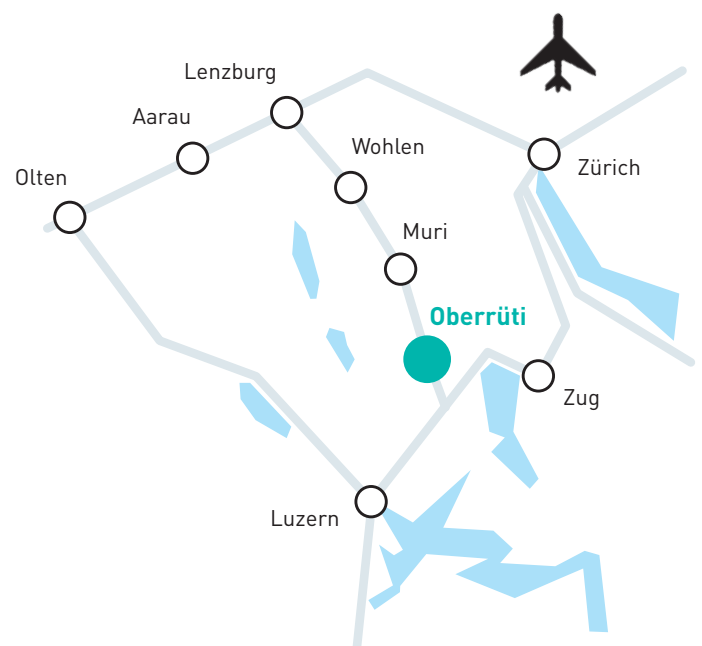 Lenzburg
Aarau
Wohlen
Zürich
Olten
Muri
Oberrüti
Zug
Luzern